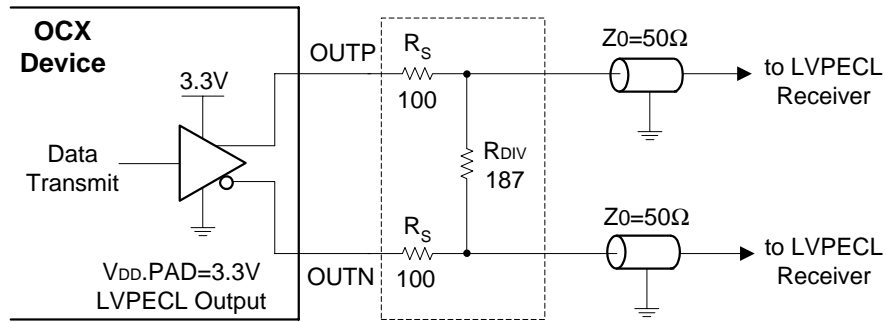 OCX
Device
3.3V
Data
Transmit
VDD.PAD=3.3V
LVPECL Output
OUTP
RS
100
RDIV
187
RS
100
OUTN
Z0=50Ω
to LVPECL
Receiver
Z0=50Ω
to LVPECL
Receiver